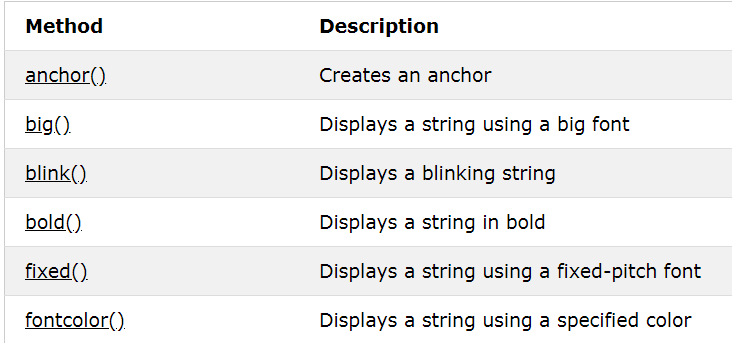 Method Description
anchor() Creates an anchor
big() Displays a string using a big font
blink() Displays a blinking string
bold() Displays a string in bold
fixed() Displays a string using a fixed-pitch font
fontcolor() Displays a string using a specified color